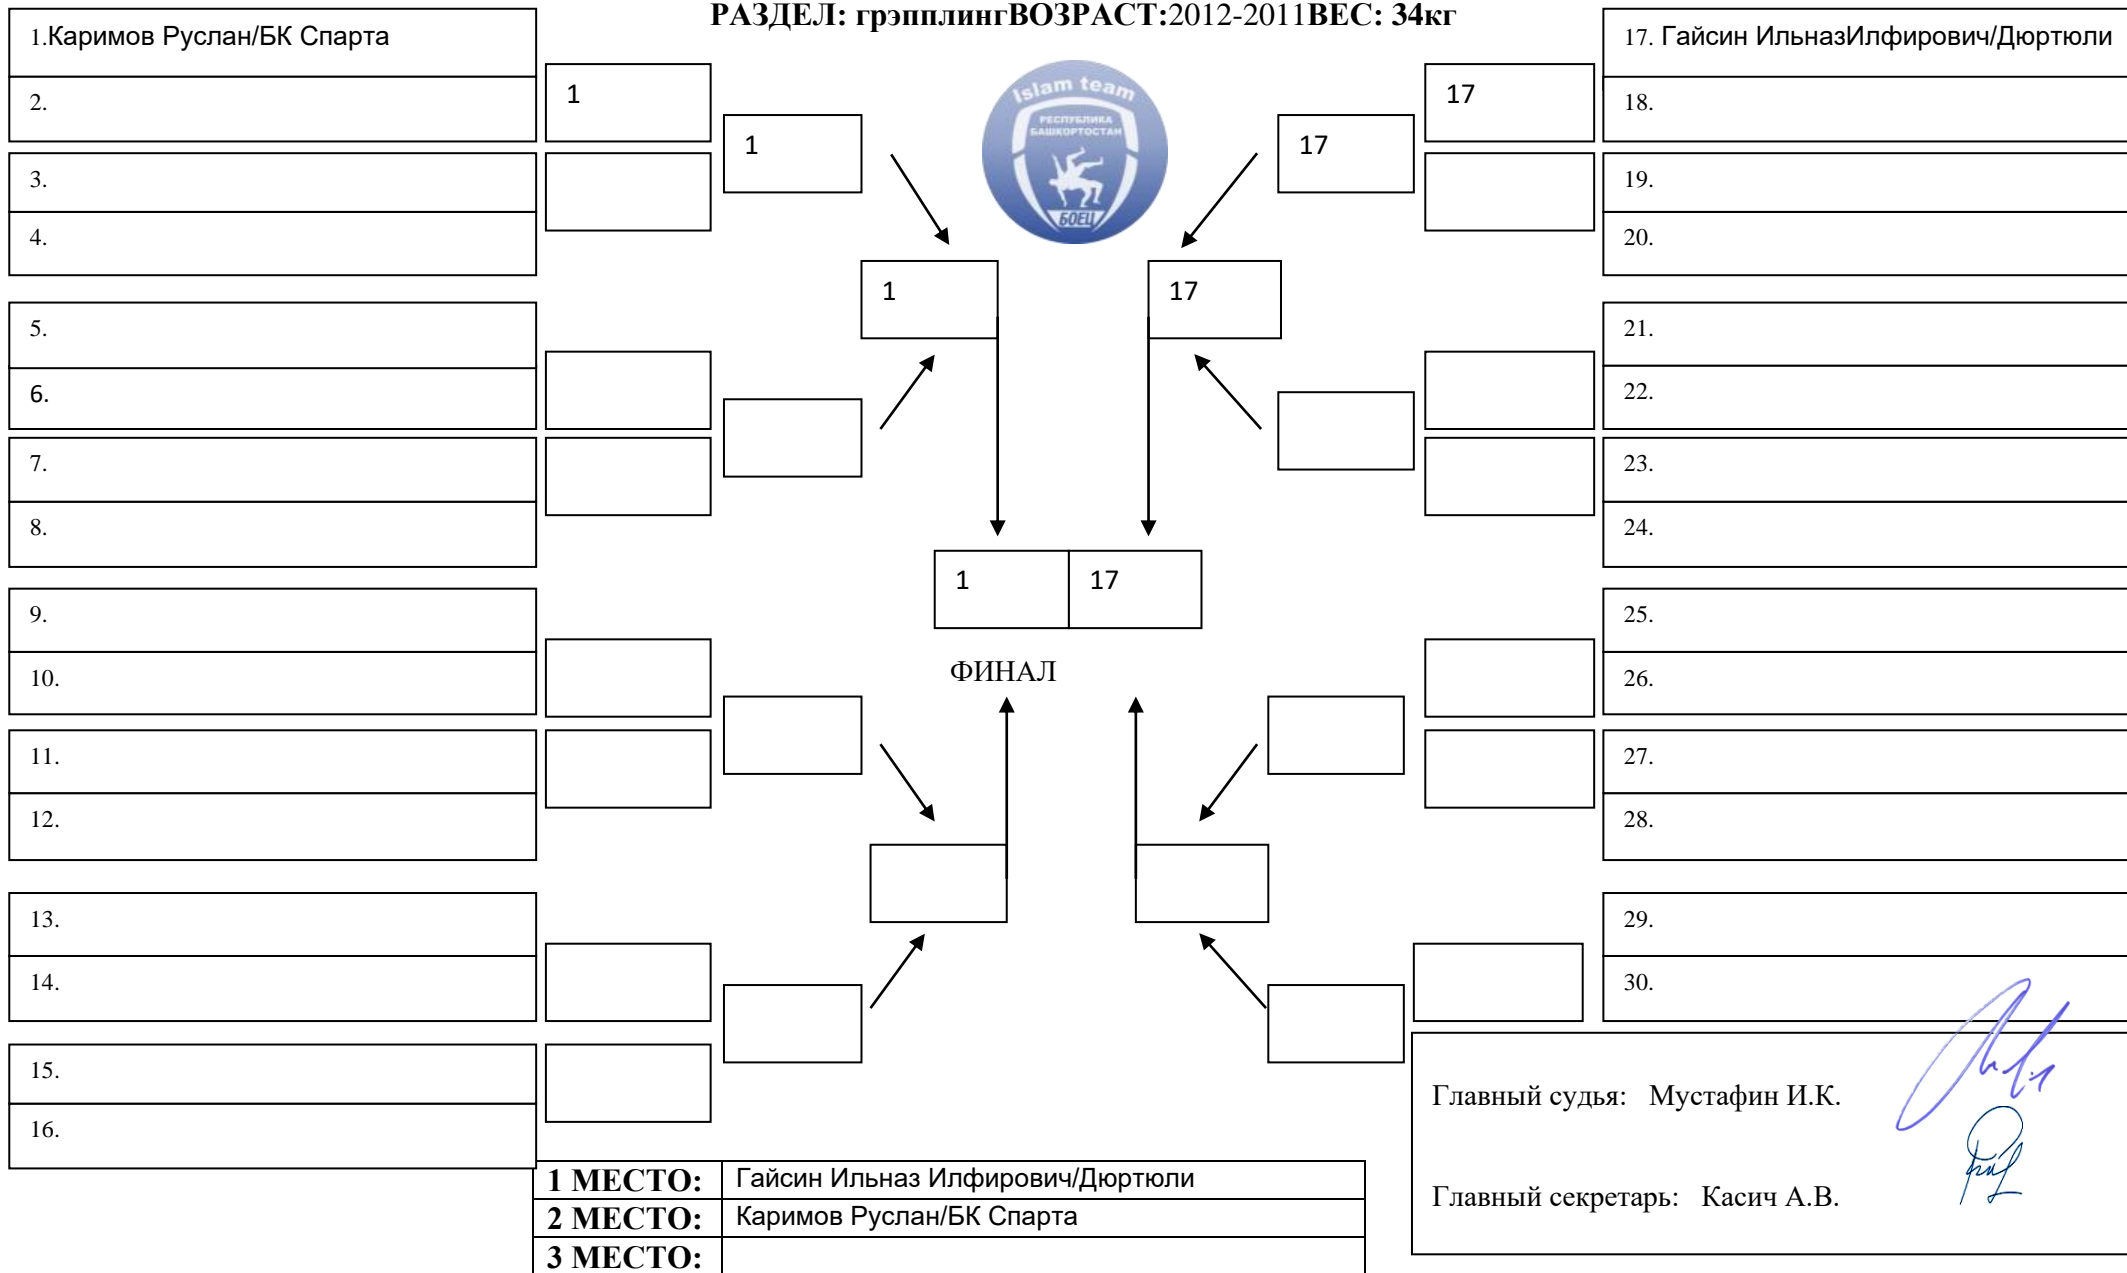 РАЗДЕЛ: грэпплингВОЗРАСТ:2012-2011ВЕС: 34кг
Islam team
РЕСПУБЛИКА
БАШКОРТОСТАН
БОЕЦ
1.Каримов Руслан/БК Спарта
2.
3.
4.
5.
6.
7.
8.
9.
10.
11.
12.
13.
14.
15.
16.
1
1
1
1 17
ФИНАЛ
17
17
17
17. Гайсин ИльназИлфирович/Дюртюли
18.
19.
20.
21.
22.
23.
24.
25.
26.
27.
28.
29.
30.
Главный судья: Мустафин И.К.
Главный секретарь: Касич А.В.
1 МЕСТО: Гайсин Ильназ Илфирович/Дюртюли
2 МЕСТО: Каримов Руслан/БК Спарта
3 МЕСТО: